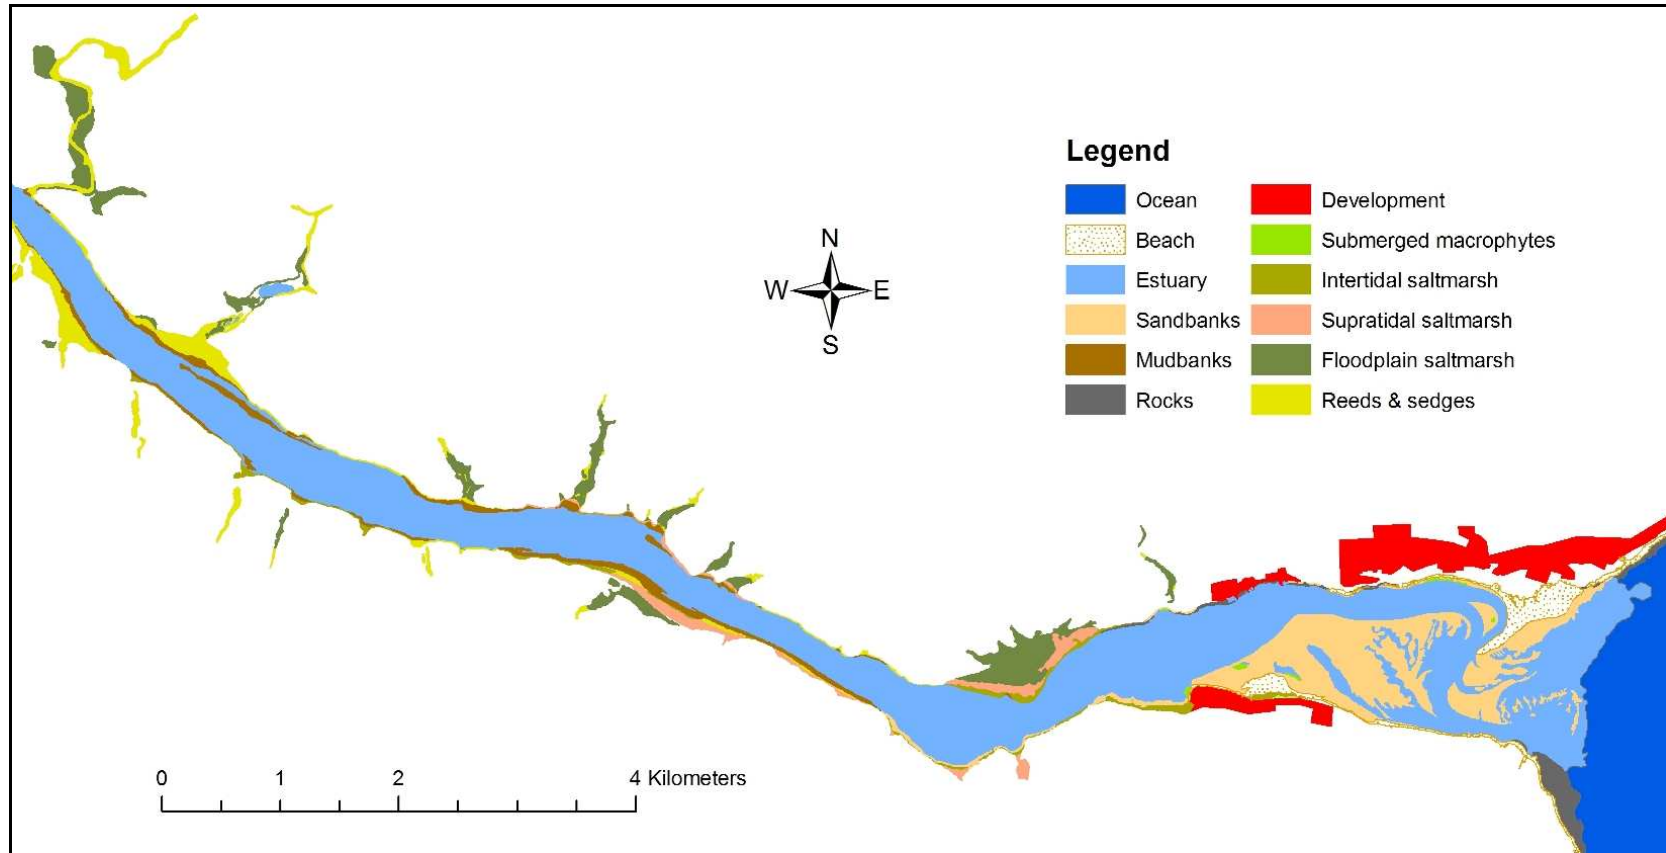 Legend
Ocean
Beach
Estuary
Sandbanks
Mudbanks
Rocks
Development
Submerged macrophytes
Intertidal saltmarsh
Supratidal saltmarsh
Floodplain saltmarsh
Reeds & sedges
N
W E
S
0 1 2 4 Kilometers